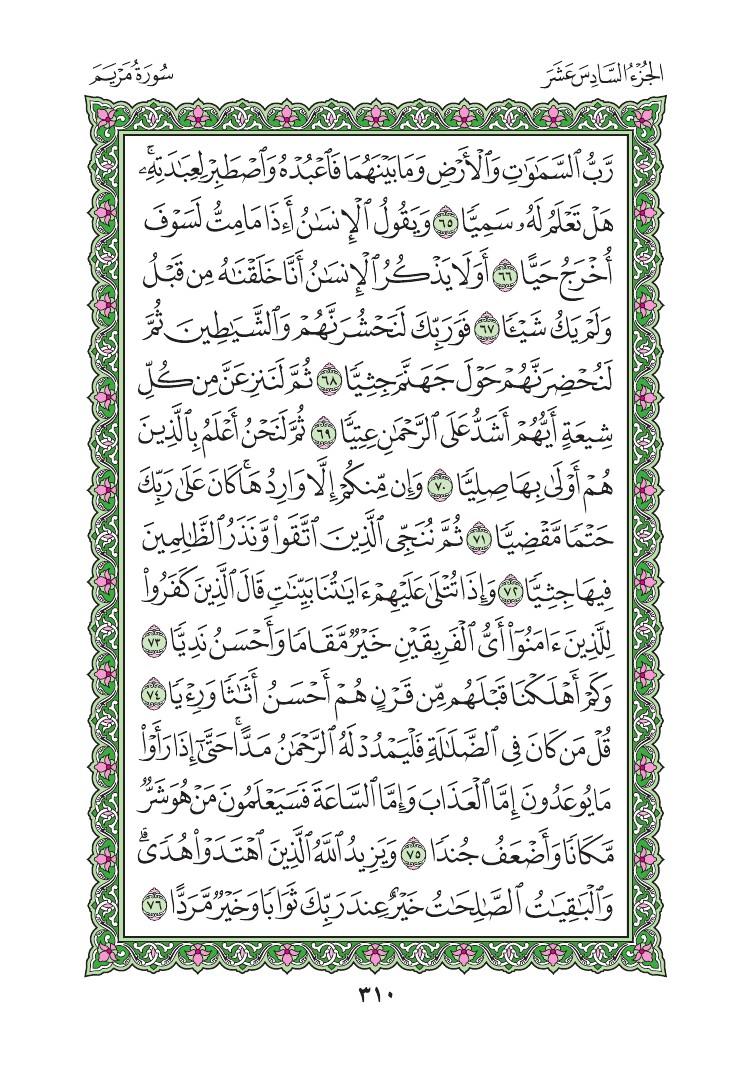 الجُزْءُ السَّادِسَ عَشَرَ
سُورَةُ مَرْيَمَ
رَّبُّ ٱلسَّمَٰوَٰتِ وَٱلْأَرْضِ وَمَا بَيْنَهُمَا فَٱعْبُدْهُ وَٱصْطَبِرْ لِعِبَٰدَتِهِۦۚ
هَلْ تَعْلَمُ لَهُۥ سَمِيًّا ٦٥ وَيَقُولُ ٱلْإِنسَٰنُ أَءِذَا مَا مِتُّ لَسَوْفَ
أُخْرَجُ حَيًّا ٦٦ أَوَلَا يَذْكُرُ ٱلْإِنسَٰنُ أَنَّا خَلَقْنَٰهُ مِن قَبْلُ
وَلَمْ يَكُ شَيْـًٔا ٦٧ فَوَرَبِّكَ لَنَحْشُرَنَّهُمْ وَٱلشَّيَٰطِينَ ثُمَّ
لَنُحْضِرَنَّهُمْ حَوْلَ جَهَنَّمَ جِثِيًّا ٦٨ ثُمَّ لَنَنزِعَنَّ مِن كُلِّ
شِيعَةٍ أَيُّهُمْ أَشَدُّ عَلَى ٱلرَّحْمَٰنِ عِتِيًّا ٦٩ ثُمَّ لَنَحْنُ أَعْلَمُ بِٱلَّذِينَ
هُمْ أَوْلَىٰ بِهَا صِلِيًّا ٧٠ وَإِن مِّنكُمْ إِلَّا وَارِدُهَاۚ كَانَ عَلَىٰ رَبِّكَ
حَتْمًا مَّقْضِيًّا ٧١ ثُمَّ نُنَجِّى ٱلَّذِينَ ٱتَّقَوا۟ وَّنَذَرُ ٱلظَّٰلِمِينَ
فِيهَا جِثِيًّا ٧٢ وَإِذَا تُتْلَىٰ عَلَيْهِمْ ءَايَٰتُنَا بَيِّنَٰتٍ قَالَ ٱلَّذِينَ كَفَرُوا۟
لِلَّذِينَ ءَامَنُوٓا۟ أَىُّ ٱلْفَرِيقَيْنِ خَيْرٌ مَّقَامًا وَأَحْسَنُ نَدِيًّا ٧٣
وَكَمْ أَهْلَكْنَا قَبْلَهُم مِّن قَرْنٍ هُمْ أَحْسَنُ أَثَٰثًا وَرِءْيًا ٧٤
قُلْ مَن كَانَ فِى ٱلضَّلَٰلَةِ فَلْيَمْدُدْ لَهُ ٱلرَّحْمَٰنُ مَدًّاۚ حَتَّىٰٓ إِذَا رَأَوْا۟
مَا يُوعَدُونَ إِمَّا ٱلْعَذَابَ وَإِمَّا ٱلسَّاعَةَ فَسَيَعْلَمُونَ مَنْ هُوَ شَرٌّ
مَّكَانًا وَأَضْعَفُ جُندًا ٧٥ وَيَزِيدُ ٱللَّهُ ٱلَّذِينَ ٱهْتَدَوْا۟ هُدًىۗ
وَٱلْبَٰقِيَٰتُ ٱلصَّٰلِحَٰتُ خَيْرٌ عِندَ رَبِّكَ ثَوَابًا وَخَيْرٌ مَّرَدًّا ٧٦
٣١٠